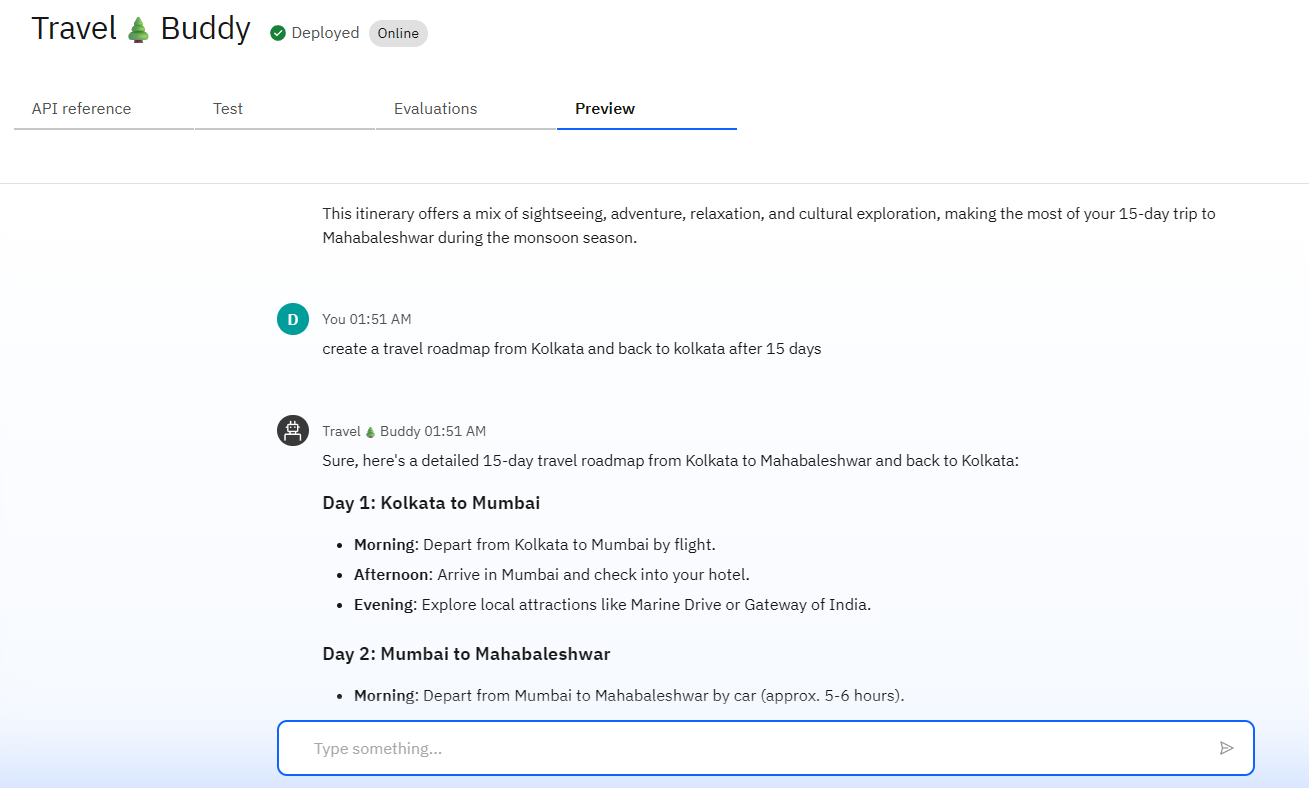 Travel 🌲 Buddy Deployed Online
API reference Test Evaluations Preview
This itinerary offers a mix of sightseeing, adventure, relaxation, and cultural exploration, making the most of your 15-day trip to
Mahabaleshwar during the monsoon season.
D You 01:51 AM
create a travel roadmap from Kolkata and back to kolkata after 15 days
Travel 🌲 Buddy 01:51 AM
Sure, here's a detailed 15-day travel roadmap from Kolkata to Mahabaleshwar and back to Kolkata:
Day 1: Kolkata to Mumbai
• Morning: Depart from Kolkata to Mumbai by flight.
• Afternoon: Arrive in Mumbai and check into your hotel.
• Evening: Explore local attractions like Marine Drive or Gateway of India.
Day 2: Mumbai to Mahabaleshwar
• Morning: Depart from Mumbai to Mahabaleshwar by car (approx. 5-6 hours).
Type something...